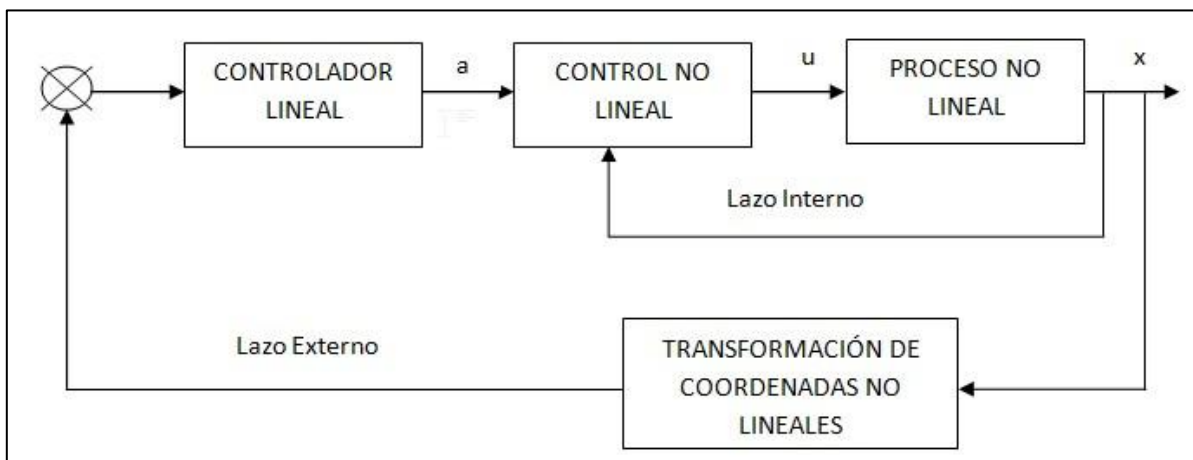 CONTROLADOR
LINEAL
a
CONTROL NO
LINEAL
u
PROCESO NO
LINEAL
x
Lazo Interno
Lazo Externo
TRANSFORMACIÓN DE
COORDENADAS NO
LINEALES